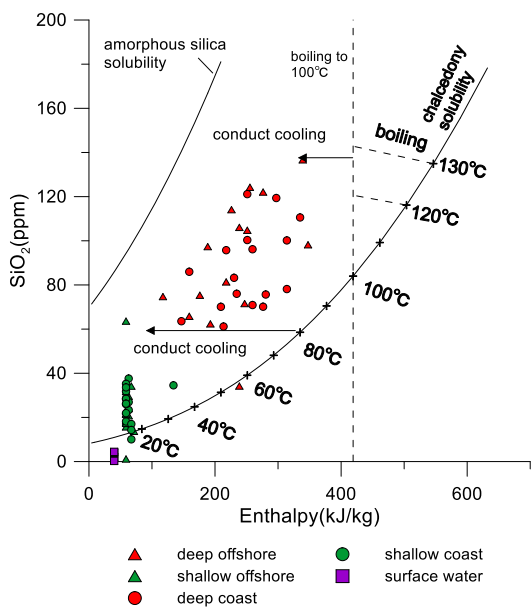 200
160
120
80
40
0
SiO₂(ppm)
amorphous silica
solubility
boiling to
100°C
chalcedony
solubility
boiling
conduct cooling
130°C
120°C
100°C
conduct cooling
80°C
60°C
40°C
20°C
0
200
400
600
Enthalpy(kJ/kg)
deep offshore
shallow offshore
deep coast
shallow coast
surface water